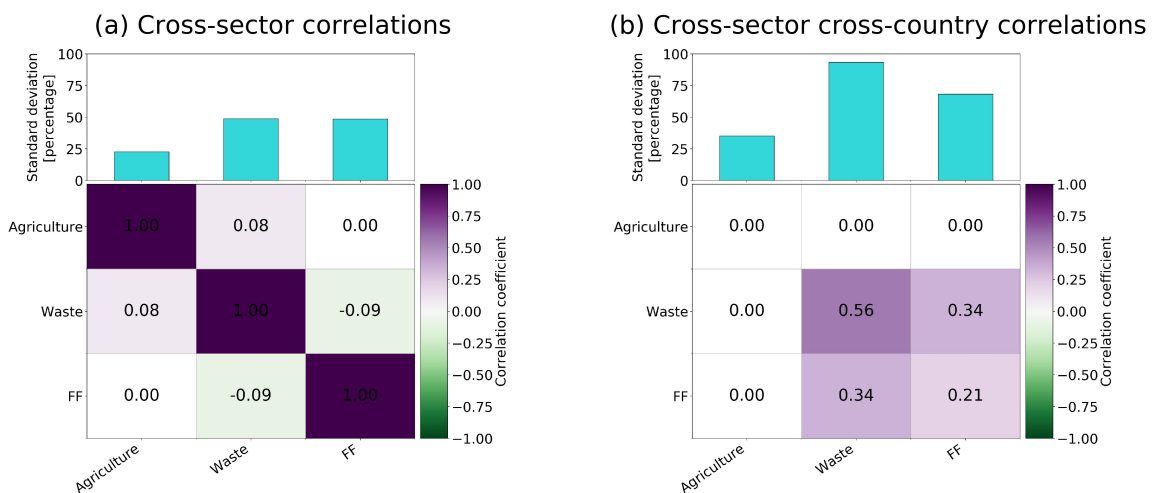 (a) Cross-sector correlations
Standard deviation
[percentage]
100
75
50
25
0
Agriculture
Waste
FF
1.00
0.08
0.00
0.08
1.00
-0.09
0.00
-0.09
1.00
Agriculture
Waste
FF
1.00
0.75
0.50
0.25
0.00
−0.25
−0.50
−0.75
−1.00
Correlation coefficient
(b) Cross-sector cross-country correlations
Standard deviation
[percentage]
100
75
50
25
0
Agriculture
Waste
FF
0.00
0.00
0.00
0.00
0.56
0.34
0.00
0.34
0.21
Agriculture
Waste
FF
1.00
0.75
0.50
0.25
0.00
−0.25
−0.50
−0.75
−1.00
Correlation coefficient